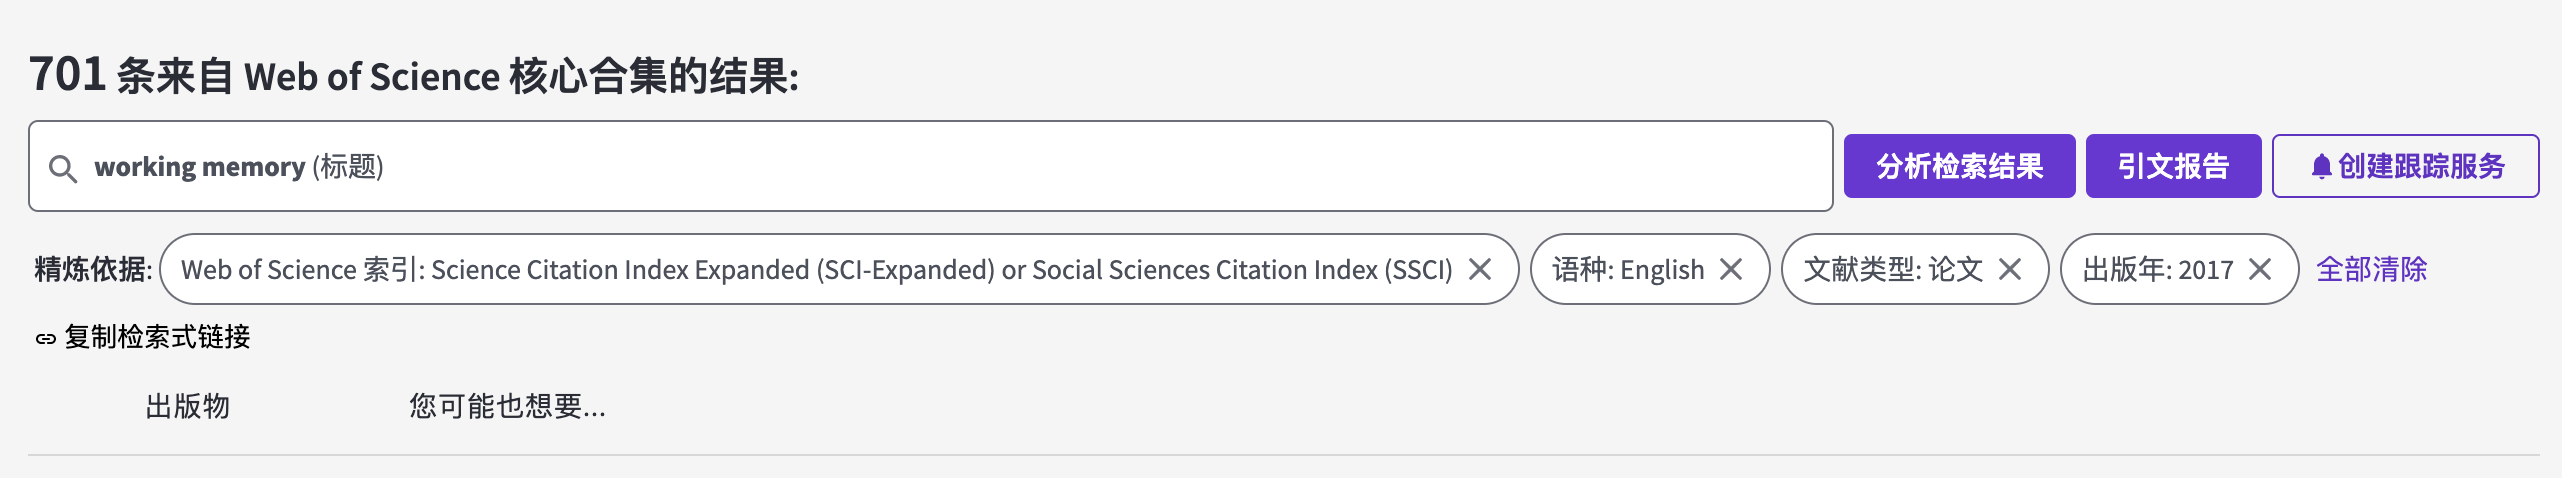 701 条来自 Web of Science 核心合集的结果:
working memory (标题)
分析检索结果
引文报告
创建跟踪服务
精炼依据: Web of Science 索引: Science Citation Index Expanded (SCI-Expanded) or Social Sciences Citation Index (SSCI) 语种: English 文献类型: 论文 出版年: 2017 全部清除
复制检索式链接
出版物 您可能也想要...